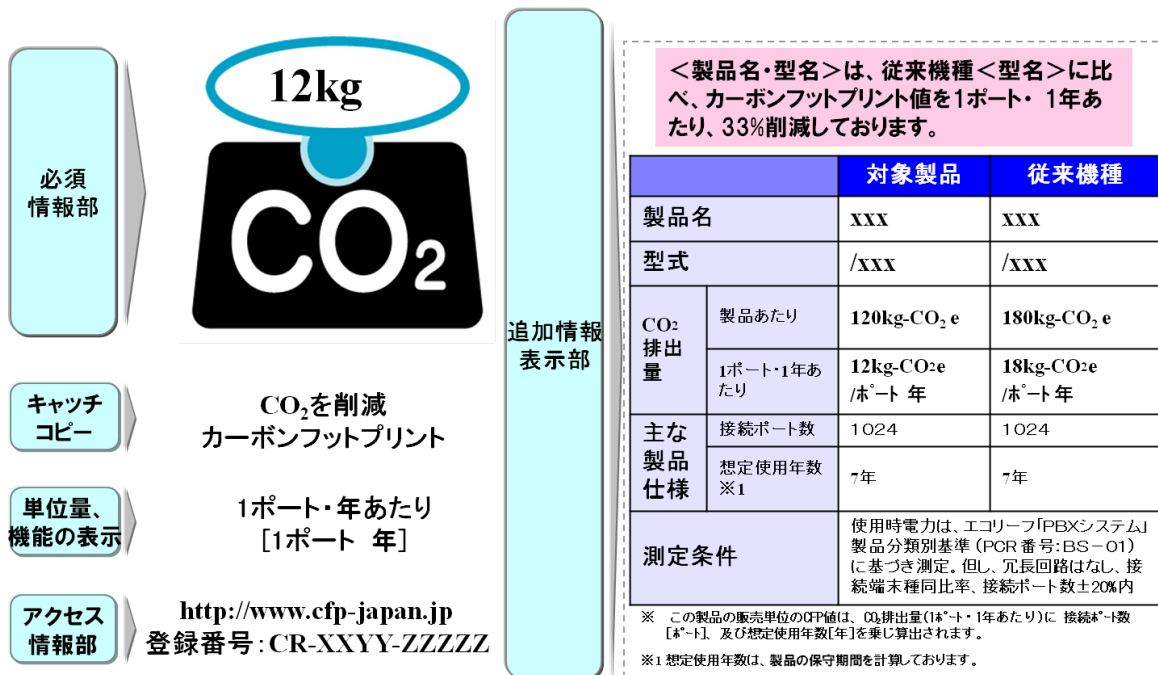 必須
情報部
12kg
CO2
キャッチ
コピー
CO2を削減
カーボンフットプリント
単位量、
機能の表示
1ポート・年あたり
[1ポート 年]
アクセス
情報部
http://www.cfp-japan.jp
登録番号:CR-XXYY-ZZZZZ
追加情報
表示部
<製品名・型名>は、従来機種<型名>に比
べ、カーボンフットプリント値を1ポート・ 1年あ
たり、33%削減しております。
対象製品 従来機種
製品名 xxx xxx
型式 /xxx /xxx
CO2
排出
量
製品あたり 120kg-CO2 e 180kg-CO2 e
1ポート・1年あ
たり
12kg-CO2e
/ポート 年
18kg-CO2e
/ポート 年
主な
製品
仕様
接続ポート数 1024 1024
想定使用年数
※1
7年 7年
測定条件
使用時電力は、エコリーフ「PBXシステム」
製品分類別基準(PCR番号:BS-01)
に基づき測定。但し、冗長回路はなし、接
続端末種同比率、接続ポート数±20%内
※ この製品の販売単位のCFP値は、CO2排出量(1ポート・1年あたり)に 接続ポート数
[ポート]、及び想定使用年数[年]を乗じ算出されます。
※1 想定使用年数は、製品の保守期間を計算しております。